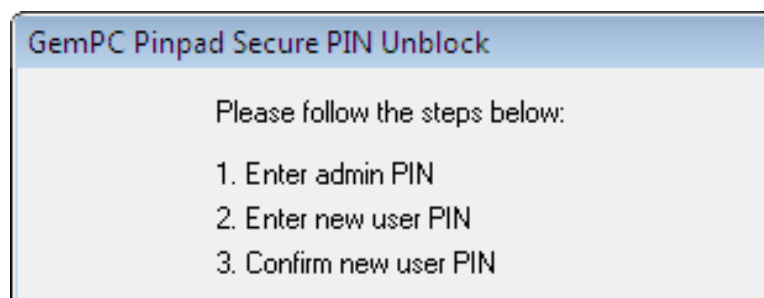 GemPC Pinpad Secure PIN Unblock
Please follow the steps below:
1. Enter admin PIN
2. Enter new user PIN
3. Confirm new user PIN